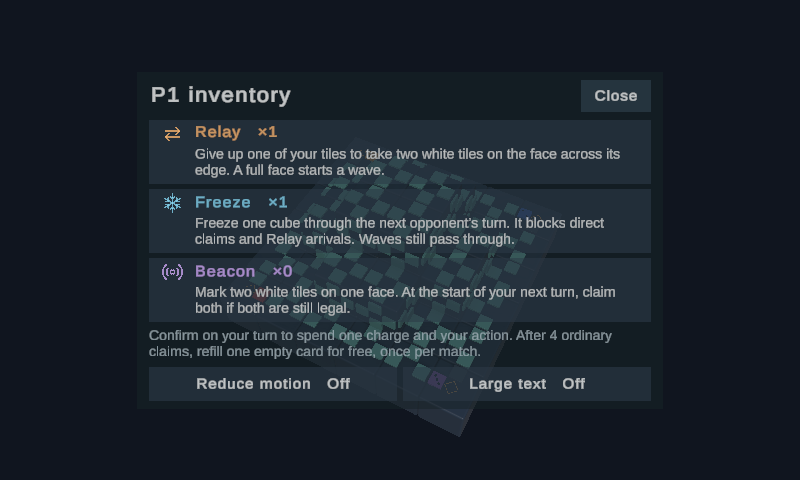 P1 inventory
Close
Relay ×1
Give up one of your tiles to take two white tiles on the face across its
edge. A full face starts a wave.
Freeze ×1
Freeze one cube through the next opponent's turn. It blocks direct
claims and Relay arrivals. Waves still pass through.
Beacon ×0
Mark two white tiles on one face. At the start of your next turn, claim
both if both are still legal.
Confirm on your turn to spend one charge and your action. After 4 ordinary
claims, refill one empty card for free, once per match.
Reduce motion Off
Large text Off